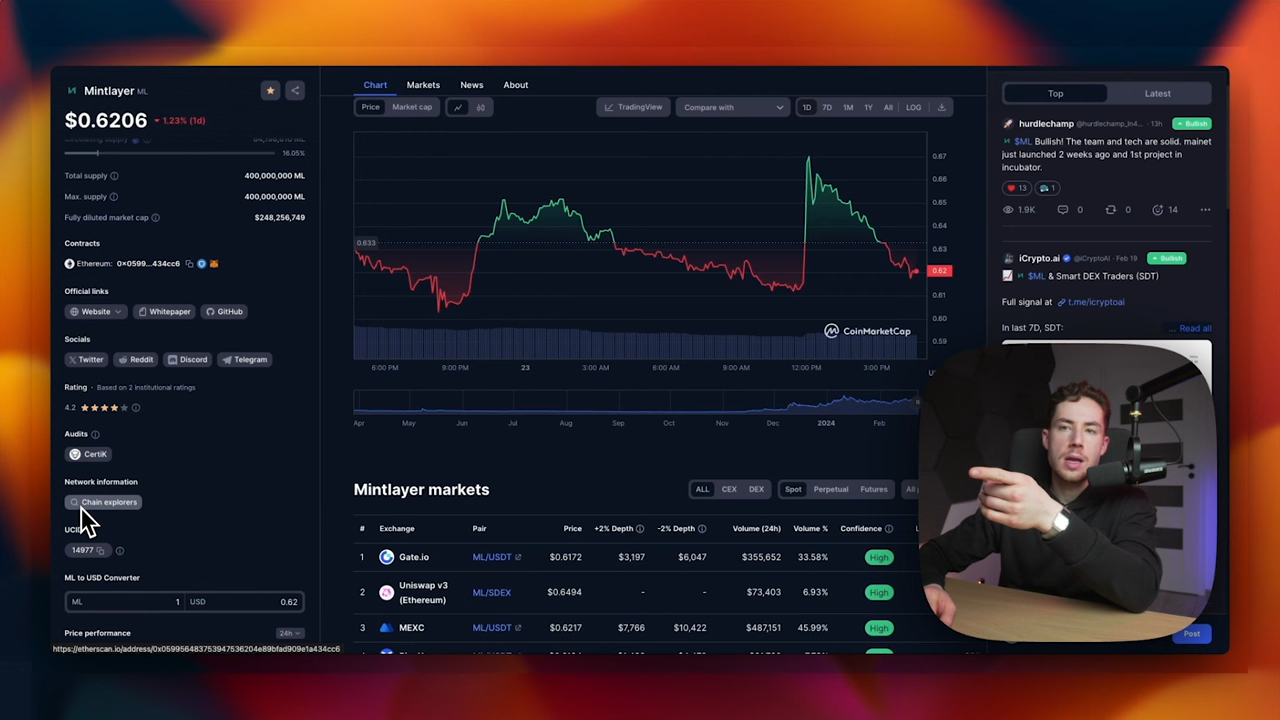 Mintlayer ML
$0.6206 1.23% (1d)
16.05%
Total supply 400,000,000 ML
Max. supply 400,000,000 ML
Fully diluted market cap $248,256,749
Contracts
Ethereum: 0×0599...434cc6
Official links
Website Whitepaper GitHub
Socials
Twitter Reddit Discord Telegram
Rating · Based on 2 institutional ratings
4.2
Audits
CertiK
Network information
Chain explorers
14977
ML to USD Converter
ML 1 USD 0.62
Price performance 24h
https://etherscan.io/address/0x059956483753947536204e89bfad909e1a434cc6
Chart Markets News About
Price Market cap TradingView Compare with 1D 7D 1M 1Y All LOG
0.67
0.66
0.65
0.64
0.633
0.63
0.62
0.61
0.60
0.59
CoinMarketCap
6:00 PM 9:00 PM 23 3:00 AM 6:00 AM 9:00 AM 12:00 PM 3:00 PM
Apr May Jun Jul Aug Sep Oct Nov Dec 2024 Feb
Mintlayer markets ALL CEX DEX Spot Perpetual Futures
# Exchange Pair Price +2% Depth -2% Depth Volume (24h) Volume % Confidence
1 Gate.io ML/USDT $0.6172 $3,197 $6,047 $355,652 33.58% High
2 Uniswap v3 (Ethereum) ML/SDEX $0.6494 - - $73,403 6.93% High
3 MEXC ML/USDT $0.6217 $7,766 $10,422 $487,151 45.99% High
Top Latest
hurdlechamp @hurdlechamp_In4... · 13h Bullish
$ML Bullish! The team and tech are solid. mainet
just launched 2 weeks ago and 1st project in
incubator.
13 1
1.9K 0 0 14
iCrypto.ai @iCryptoAI · Feb 19 Bullish
$ML & Smart DEX Traders (SDT)
Full signal at t.me/icryptoai
In last 7D, SDT: ... Read all
Post